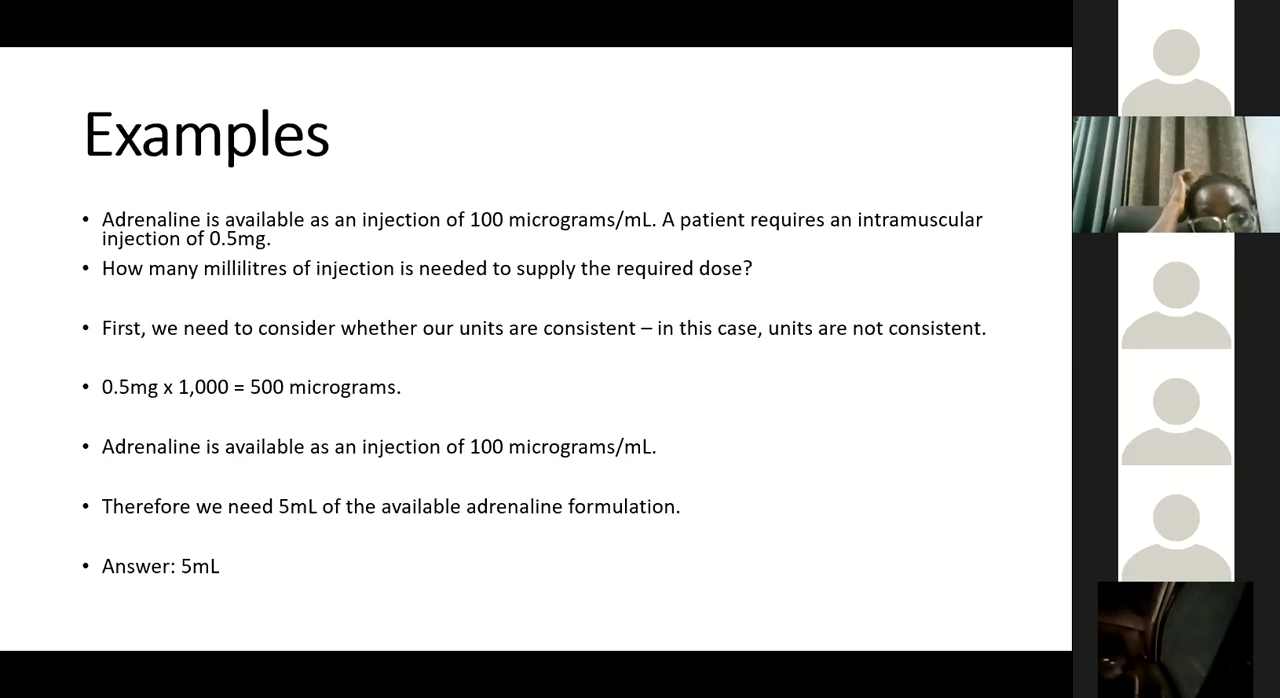 Examples
• Adrenaline is available as an injection of 100 micrograms/mL. A patient requires an intramuscular
injection of 0.5mg.
• How many millilitres of injection is needed to supply the required dose?
• First, we need to consider whether our units are consistent – in this case, units are not consistent.
• 0.5mg x 1,000 = 500 micrograms.
• Adrenaline is available as an injection of 100 micrograms/mL.
• Therefore we need 5mL of the available adrenaline formulation.
• Answer: 5mL